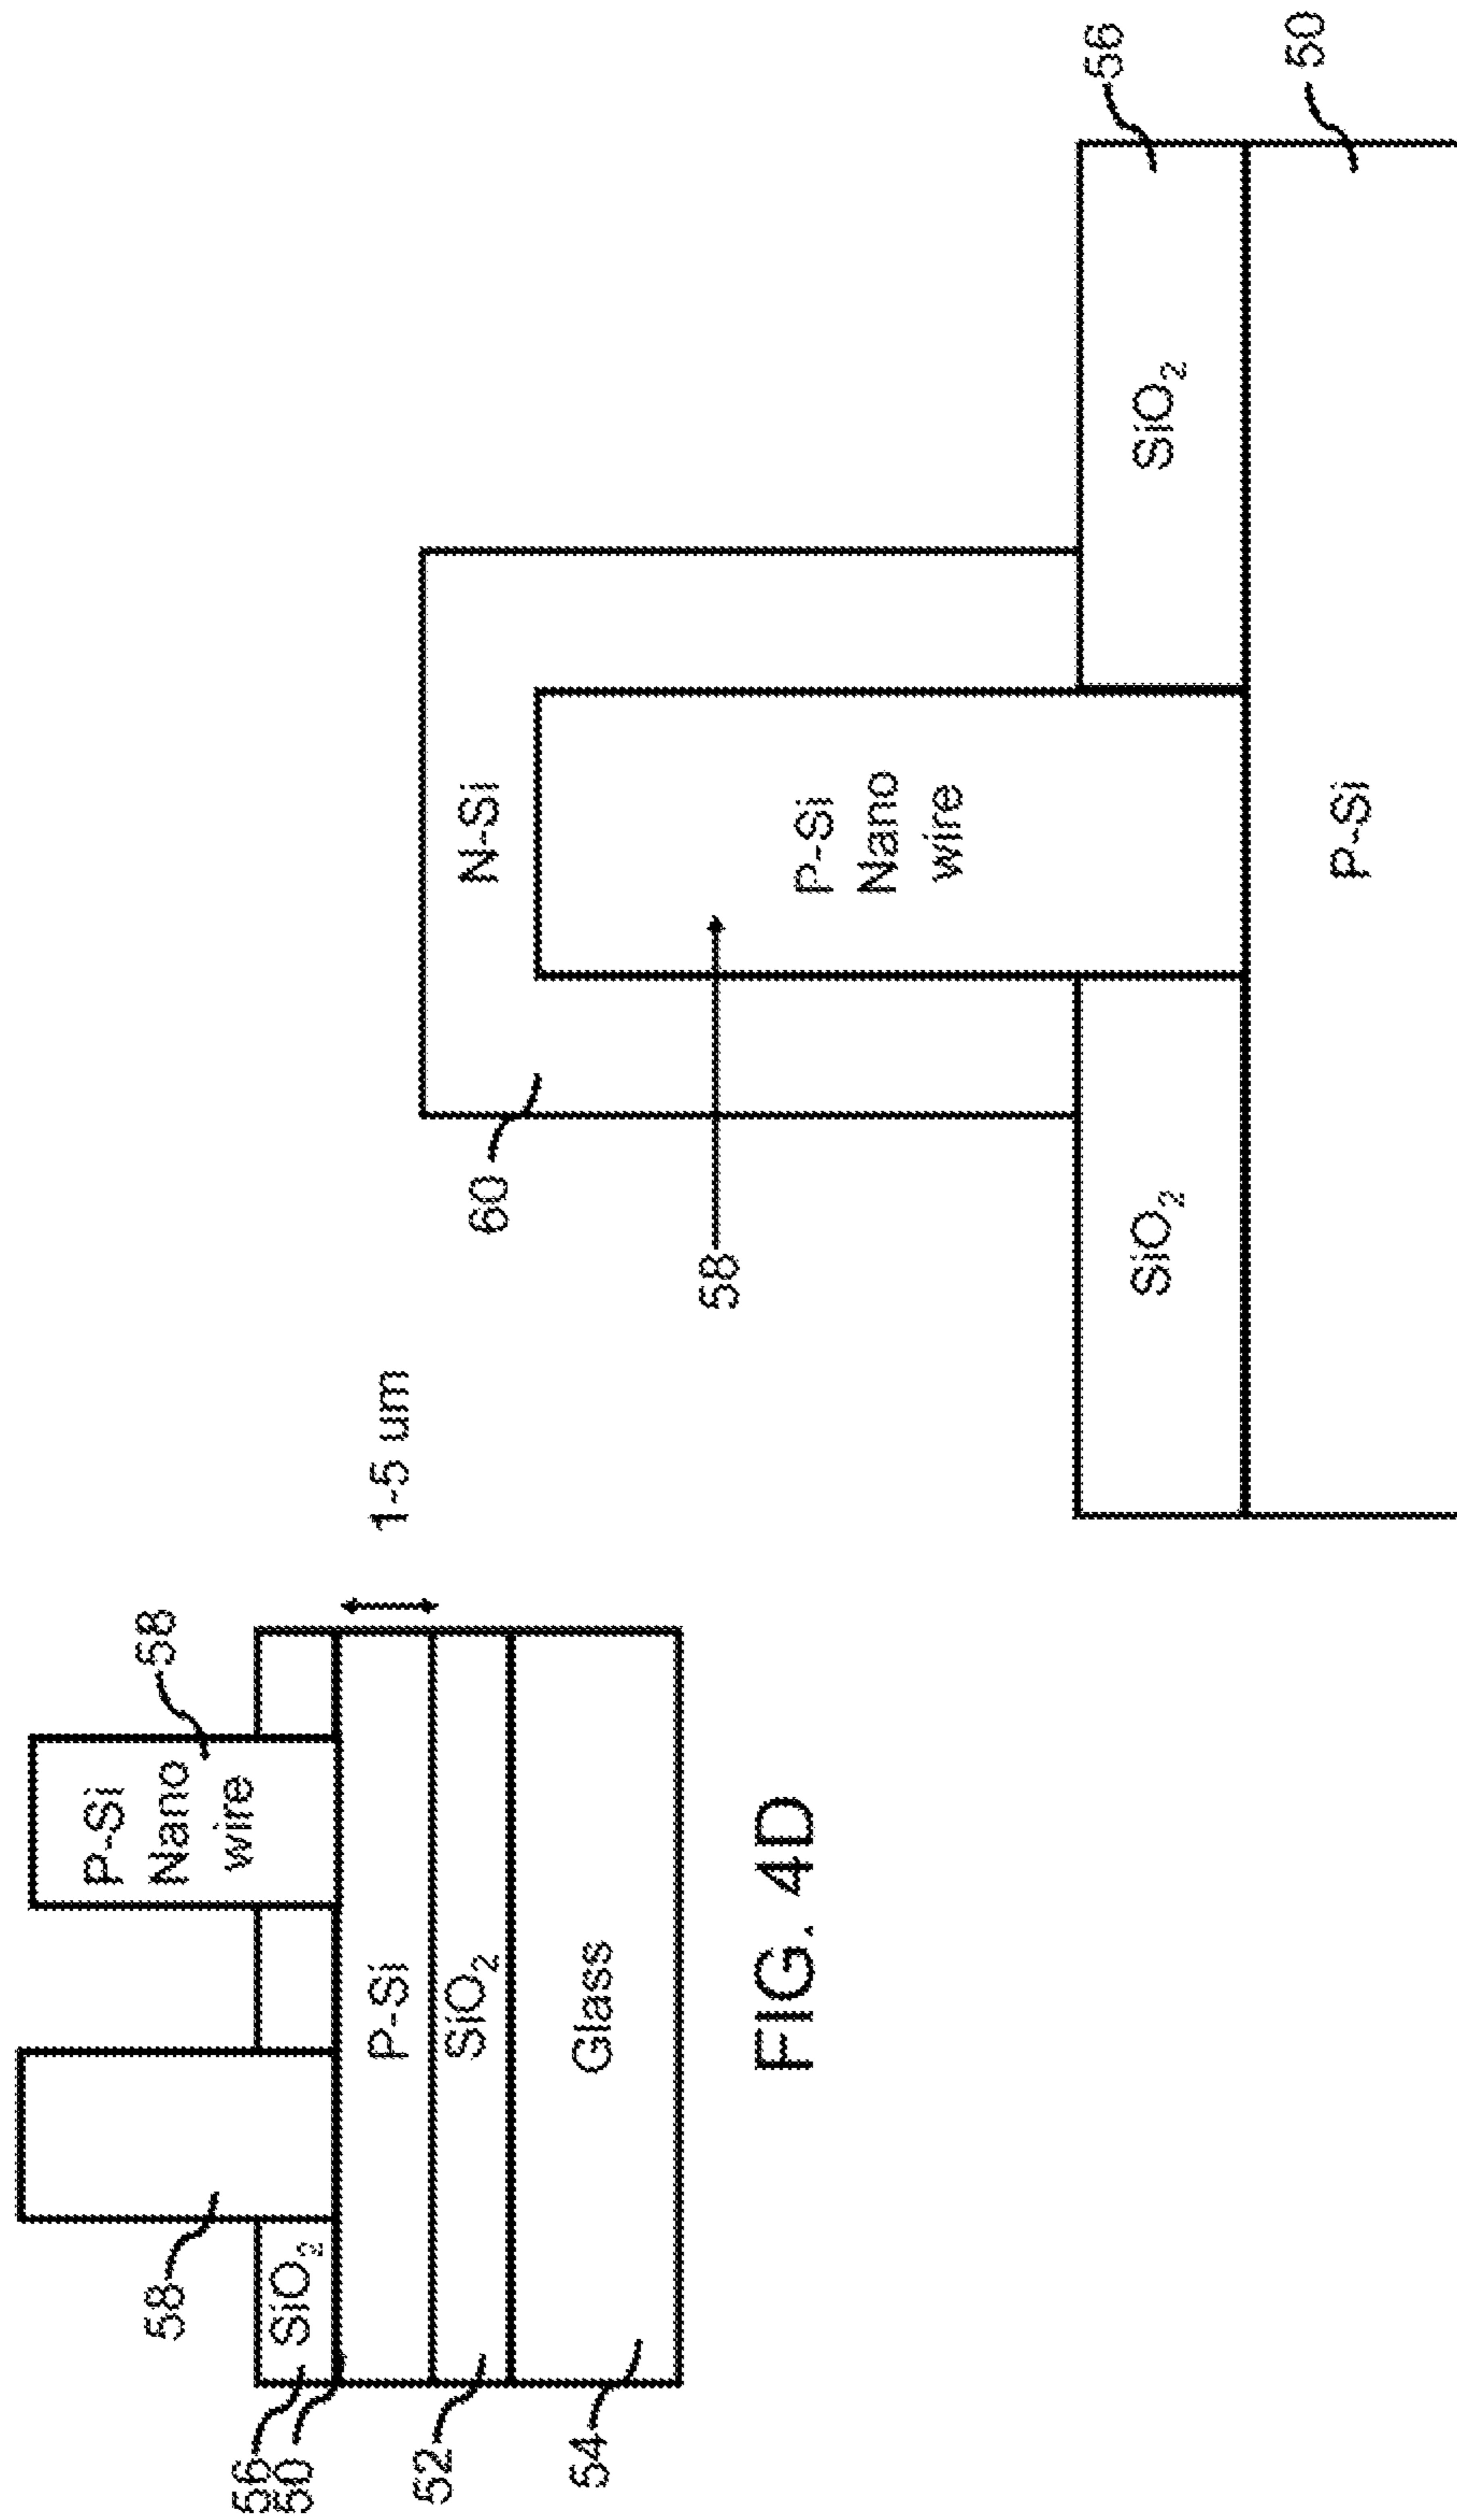 58
P-Si
Nano
wire
58
SiO₂
56
50
P-Si
1-5 um
SiO₂
52
Glass
54
FIG. 4D
N-Si
60
P-Si
Nano
wire
58
SiO₂
SiO₂
56
P-Si
50